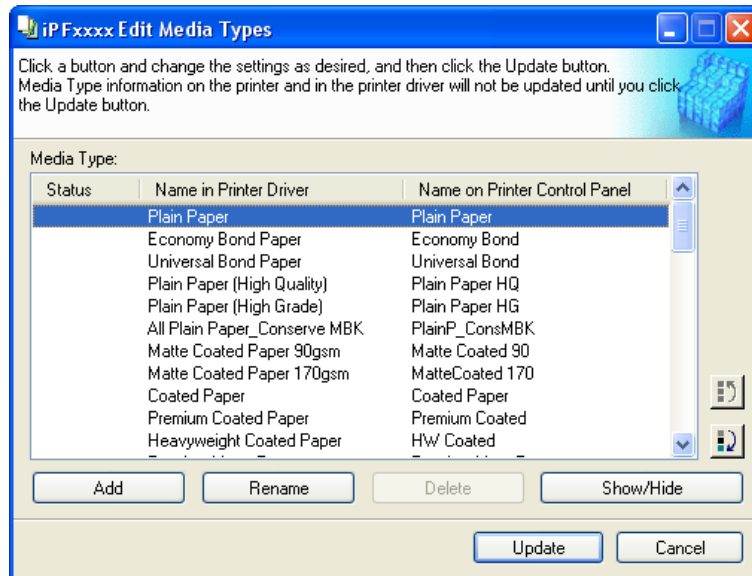 iPFxxxx Edit Media Types
Click a button and change the settings as desired, and then click the Update button.
Media Type information on the printer and in the printer driver will not be updated until you click
the Update button.
Media Type:
Status Name in Printer Driver Name on Printer Control Panel
Plain Paper Plain Paper
Economy Bond Paper Economy Bond
Universal Bond Paper Universal Bond
Plain Paper (High Quality) Plain Paper HQ
Plain Paper (High Grade) Plain Paper HG
All Plain Paper_Conserve MBK PlainP_ConsMBK
Matte Coated Paper 90gsm Matte Coated 90
Matte Coated Paper 170gsm MatteCoated 170
Coated Paper Coated Paper
Premium Coated Paper Premium Coated
Heavyweight Coated Paper HW Coated
Add Rename Delete Show/Hide
Update Cancel